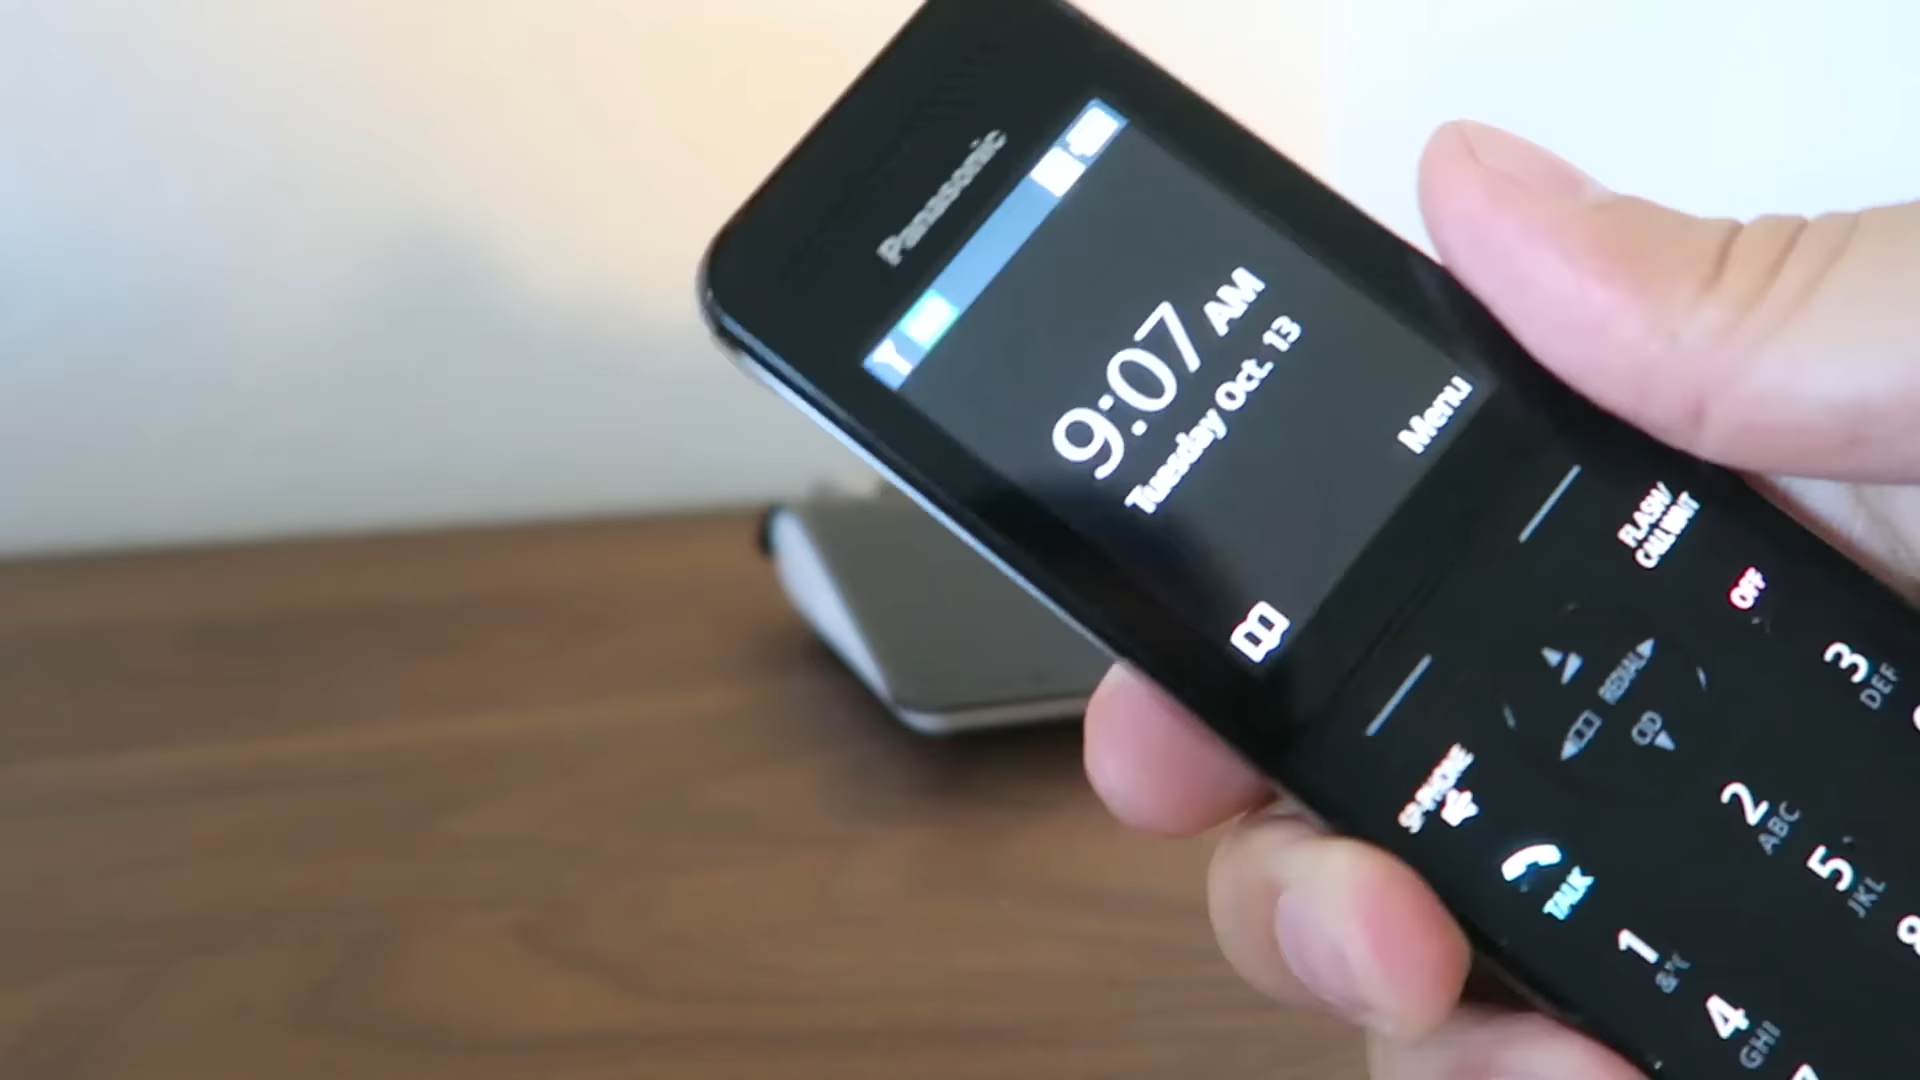 Panasonic
9:07 AM
Tuesday Oct. 13
Menu
FLASH/
CALL WAIT
OFF
REDIAL
CID
SP-PHONE
TALK
1
2 ABC
3 DEF
4 GHI
5 JKL